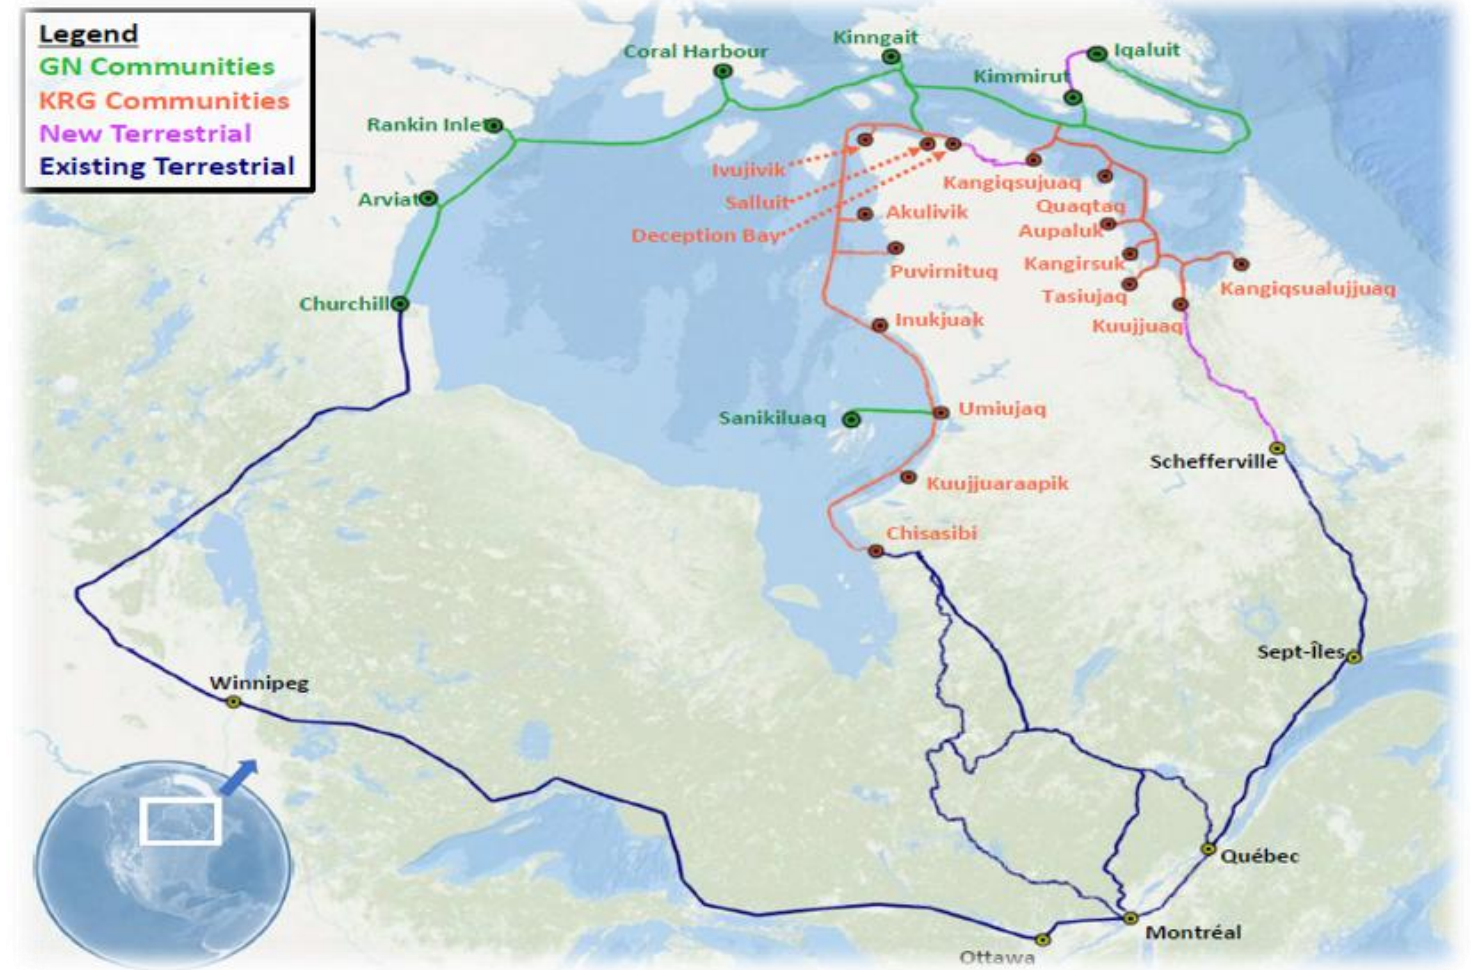 Legend
GN Communities
KRG Communities
New Terrestrial
Existing Terrestrial
Kinngait
Coral Harbour
Iqaluit
Kimmirut
Rankin Inlet
Ivujivik
Salluit
Deception Bay
Kangiqsujuaq
Quaqtaq
Arviat
Akulivik
Aupaluk
Puvirnituq
Kangirsuk
Tasiujaq
Kangiqsualujjuaq
Churchill
Inukjuak
Kuujjuaq
Sanikiluaq
Umiujaq
Schefferville
Kuujjuaraapik
Chisasibi
Sept-Îles
Winnipeg
Québec
Montréal
Ottawa